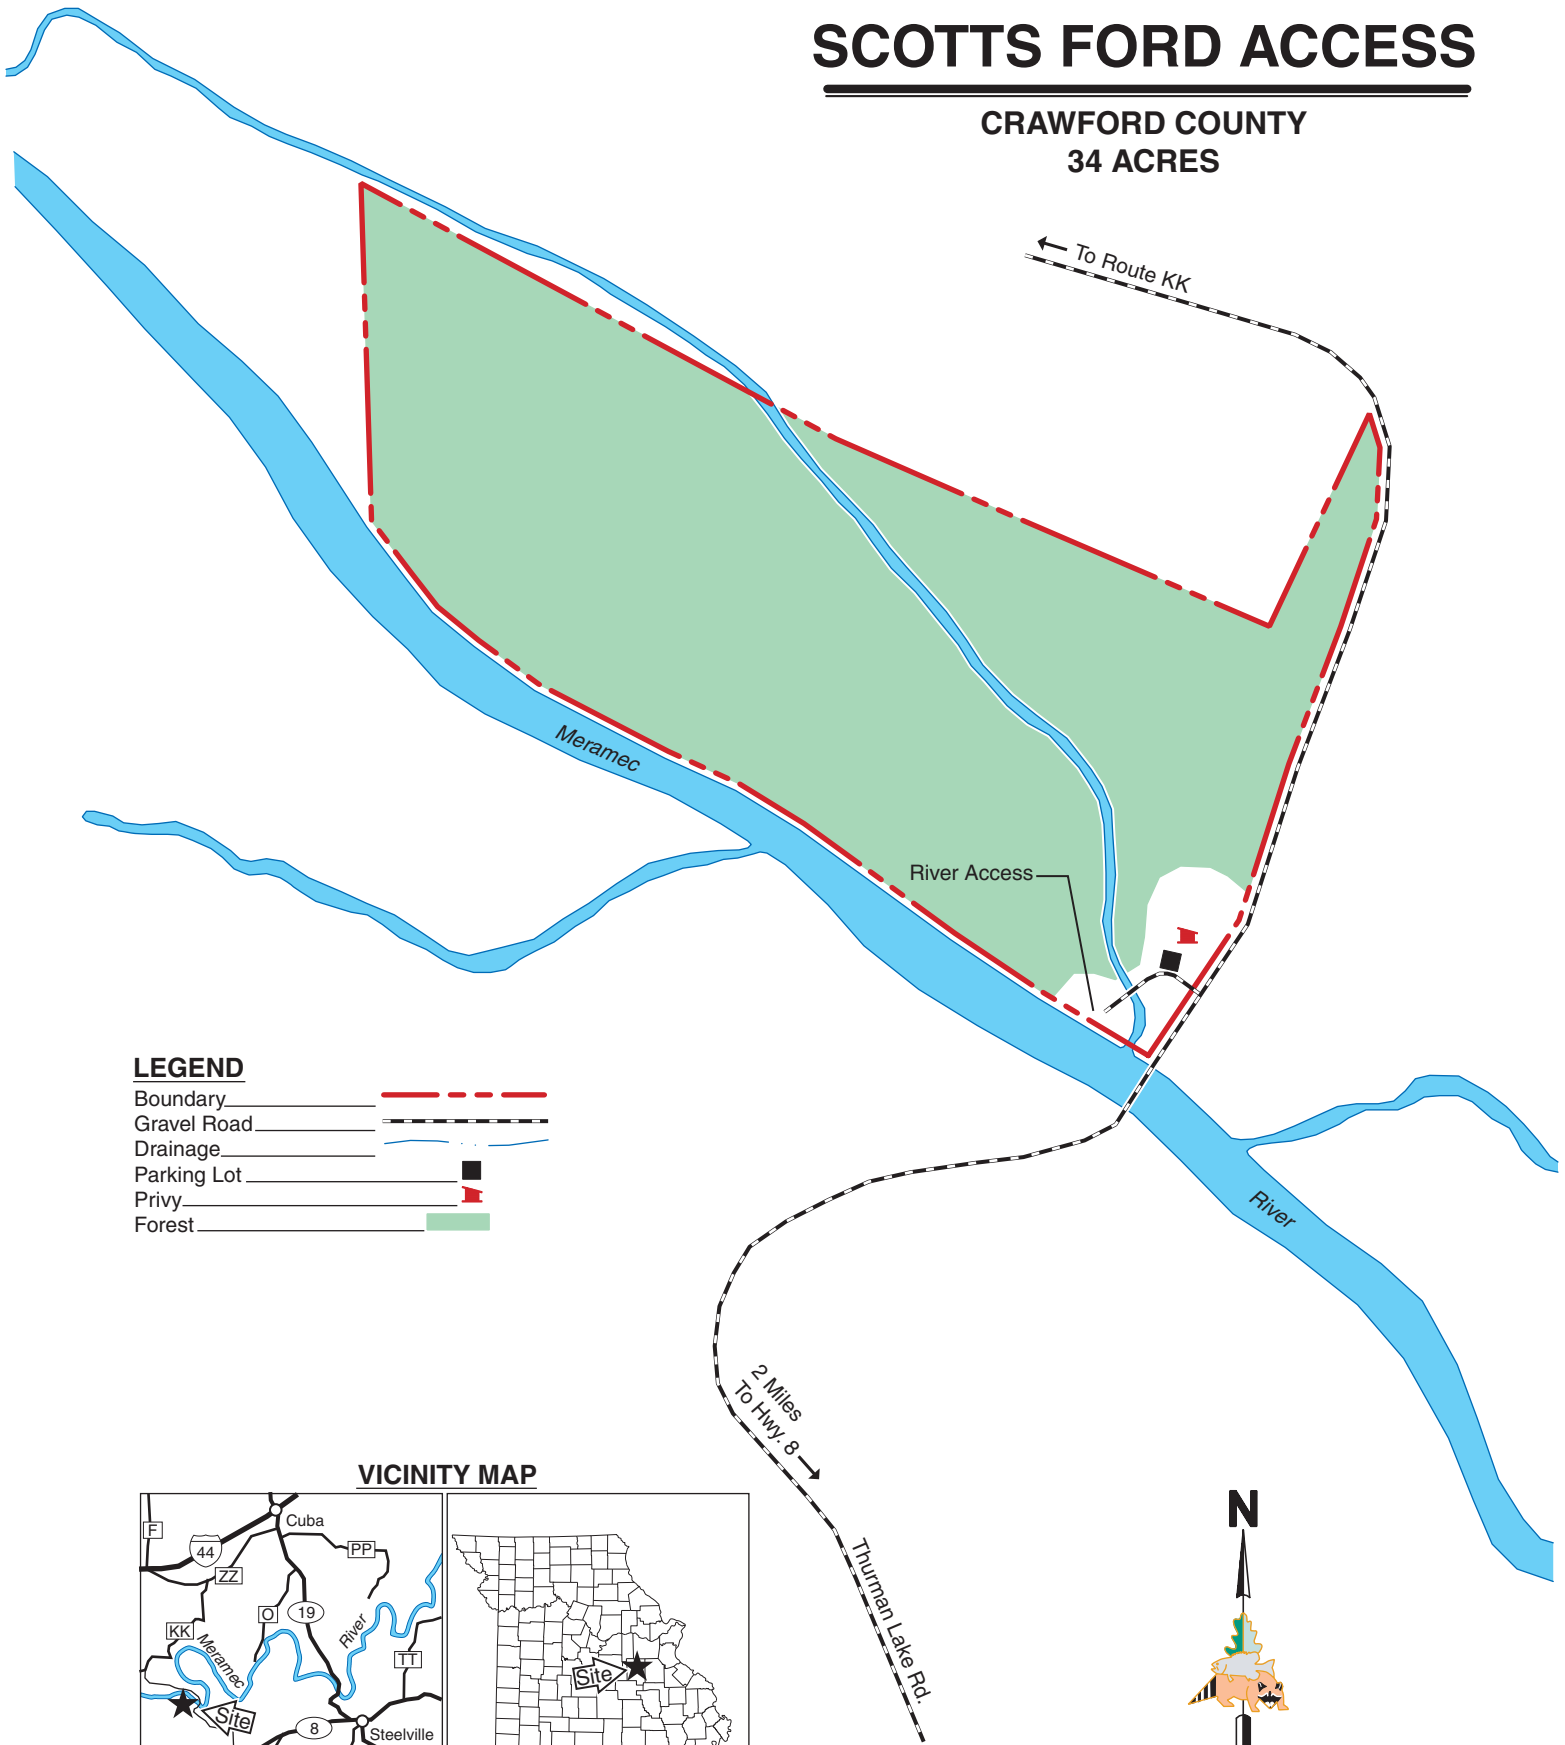 SCOTTS FORD ACCESS
CRAWFORD COUNTY
34 ACRES
To Route KK
Meramec
River Access
River
LEGEND
Boundary
Gravel Road
Drainage
Parking Lot
Privy
Forest
2 Miles
To Hwy. 8
Thurman Lake Rd.
VICINITY MAP
F
Cuba
44
PP
ZZ
O
19
KK
Meramec
River
TT
Site
8
Steelville
Site
N